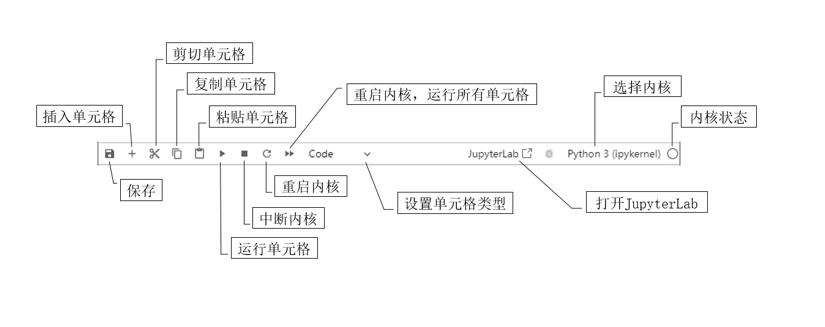 剪切单元格
复制单元格
插入单元格
粘贴单元格
重启内核，运行所有单元格
选择内核
内核状态
Code
JupyterLab
Python 3 (ipykernel)
保存
重启内核
中断内核
运行单元格
设置单元格类型
打开JupyterLab